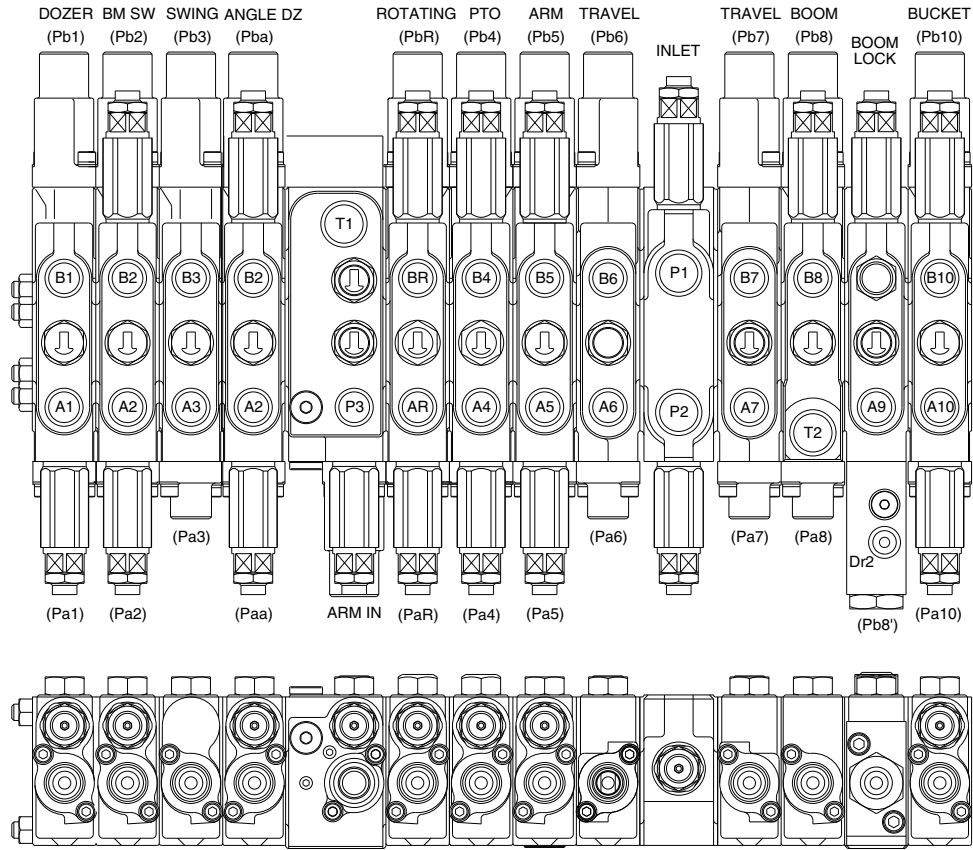 DOZER BM SW SWING ANGLE DZ ROTATING PTO ARM TRAVEL INLET TRAVEL BOOM BOOM LOCK BUCKET
(Pb1) (Pb2) (Pb3) (Pba) (PbR) (Pb4) (Pb5) (Pb6) (Pb7) (Pb8) (Pb10)
T1
B1 B2 B3 B2 BR B4 B5 B6 P1 B7 B8 B10
A1 A2 A3 A2 P3 AR A4 A5 A6 P2 A7 A9 A10
T2
(Pa3) (Pa6) (Pa7) (Pa8)
Dr2
(Pa1) (Pa2) (Paa) ARM IN (PaR) (Pa4) (Pa5) (Pb8') (Pa10)